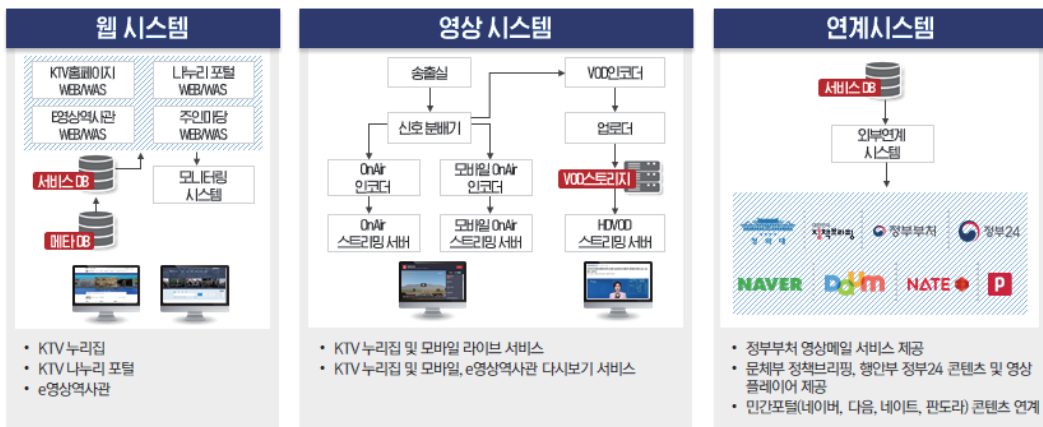 웹 시스템
KTV홈페이지
WEB/WAS
나누리 포털
WEB/WAS
E영상역사관
WEB/WAS
주인마당
WEB/WAS
서비스 DB
모니터링
시스템
메타 DB
• KTV 누리집
• KTV 나누리 포털
• e영상역사관
영상 시스템
송출실
VOD인코더
신호 분배기
업로더
OnAir
인코더
모바일 OnAir
인코더
VOD스토리지
OnAir
스트리밍 서버
모바일 OnAir
스트리밍 서버
HDVOD
스트리밍 서버
• KTV 누리집 및 모바일 라이브 서비스
• KTV 누리집 및 모바일, e영상역사관 다시보기 서비스
연계시스템
서비스 DB
외부연계
시스템
청와대
정책브리핑
정부부처
정부24
NAVER
Daum
NATE
P
• 정부부처 영상메일 서비스 제공
• 문체부 정책브리핑, 행안부 정부24 콘텐츠 및 영상
플레이어 제공
• 민간포털(네이버, 다음, 네이트, 판도라) 콘텐츠 연계